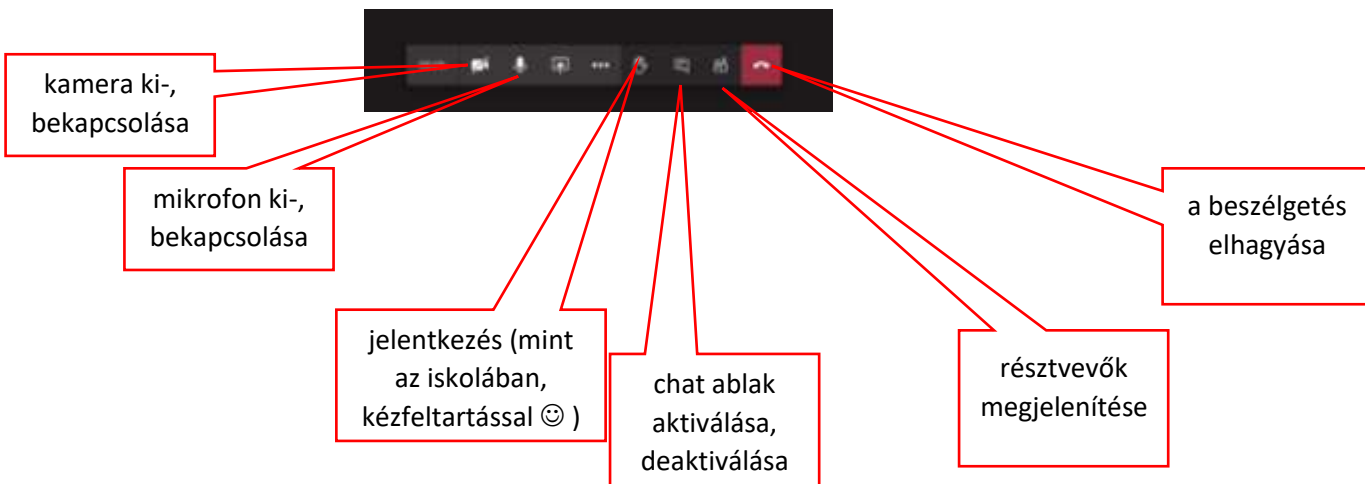 kamera ki-,
bekapcsolása
mikrofon ki-,
bekapcsolása
jelentkezés (mint
az iskolában,
kézfeltartással ☺ )
chat ablak
aktiválása,
deaktiválása
résztvevők
megjelenítése
a beszélgetés
elhagyása